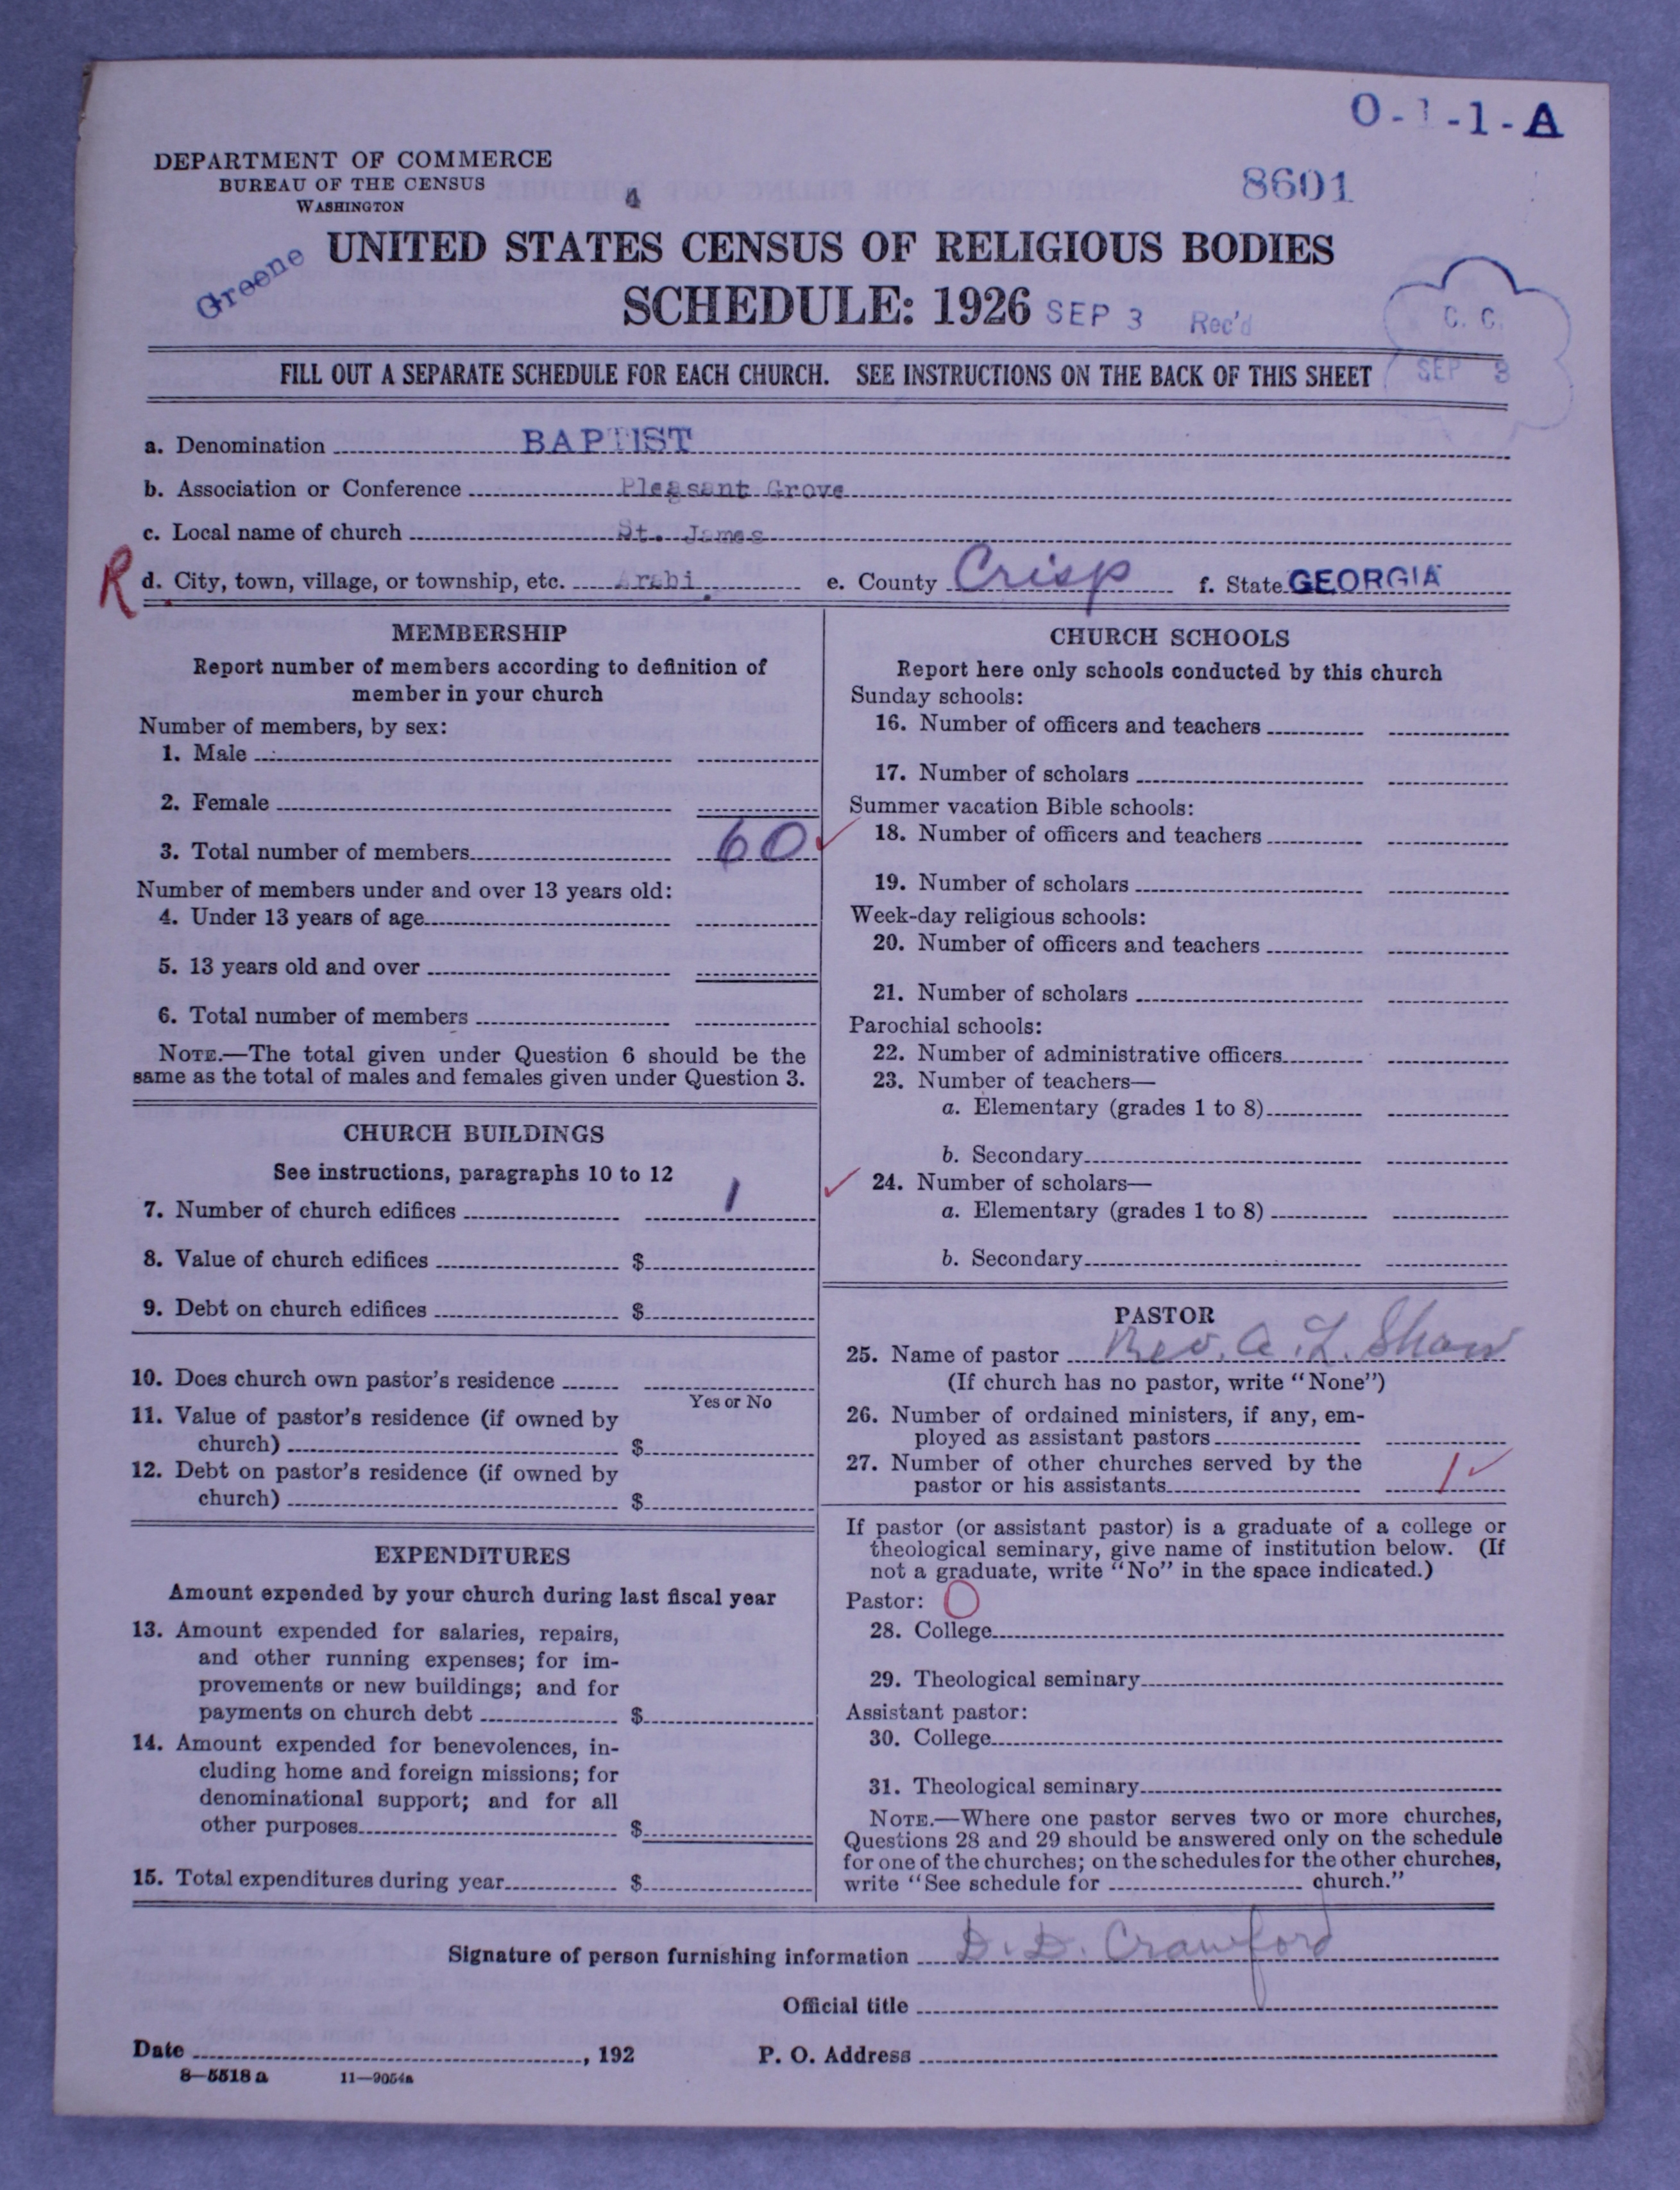 O-1-1-A
DEPARTMENT OF COMMERCE
BUREAU OF THE CENSUS
WASHINGTON
4
8601
Greene
UNITED STATES CENSUS OF RELIGIOUS BODIES
SCHEDULE: 1926 SEP 3 Rec'd
C. C.
SEP 3
FILL OUT A SEPARATE SCHEDULE FOR EACH CHURCH. SEE INSTRUCTIONS ON THE BACK OF THIS SHEET
a. Denomination BAPTIST
b. Association or Conference Pleasant Grove
c. Local name of church St. James
R d. City, town, village, or township, etc. Arabi. e. County Crisp f. State GEORGIA
MEMBERSHIP
Report number of members according to definition of
member in your church
Number of members, by sex:
1. Male
2. Female
3. Total number of members 60
Number of members under and over 13 years old:
4. Under 13 years of age
5. 13 years old and over
6. Total number of members
NOTE.—The total given under Question 6 should be the
same as the total of males and females given under Question 3.
CHURCH BUILDINGS
See instructions, paragraphs 10 to 12
7. Number of church edifices 1
8. Value of church edifices $
9. Debt on church edifices $
10. Does church own pastor's residence
Yes or No
11. Value of pastor's residence (if owned by
church) $
12. Debt on pastor's residence (if owned by
church) $
EXPENDITURES
Amount expended by your church during last fiscal year
13. Amount expended for salaries, repairs,
and other running expenses; for im-
provements or new buildings; and for
payments on church debt $
14. Amount expended for benevolences, in-
cluding home and foreign missions; for
denominational support; and for all
other purposes $
15. Total expenditures during year $
CHURCH SCHOOLS
Report here only schools conducted by this church
Sunday schools:
16. Number of officers and teachers
17. Number of scholars
Summer vacation Bible schools:
18. Number of officers and teachers
19. Number of scholars
Week-day religious schools:
20. Number of officers and teachers
21. Number of scholars
Parochial schools:
22. Number of administrative officers
23. Number of teachers—
a. Elementary (grades 1 to 8)
b. Secondary
24. Number of scholars—
a. Elementary (grades 1 to 8)
b. Secondary
PASTOR
25. Name of pastor Rev. A. L. Shaw
(If church has no pastor, write "None")
26. Number of ordained ministers, if any, em-
ployed as assistant pastors
27. Number of other churches served by the
pastor or his assistants 1
If pastor (or assistant pastor) is a graduate of a college or
theological seminary, give name of institution below. (If
not a graduate, write "No" in the space indicated.)
Pastor: O
28. College
29. Theological seminary
Assistant pastor:
30. College
31. Theological seminary
NOTE.—Where one pastor serves two or more churches,
Questions 28 and 29 should be answered only on the schedule
for one of the churches; on the schedules for the other churches,
write "See schedule for church."
Signature of person furnishing information D. D. Crawford
Official title
Date , 192 P. O. Address
8—5518a 11—9054a